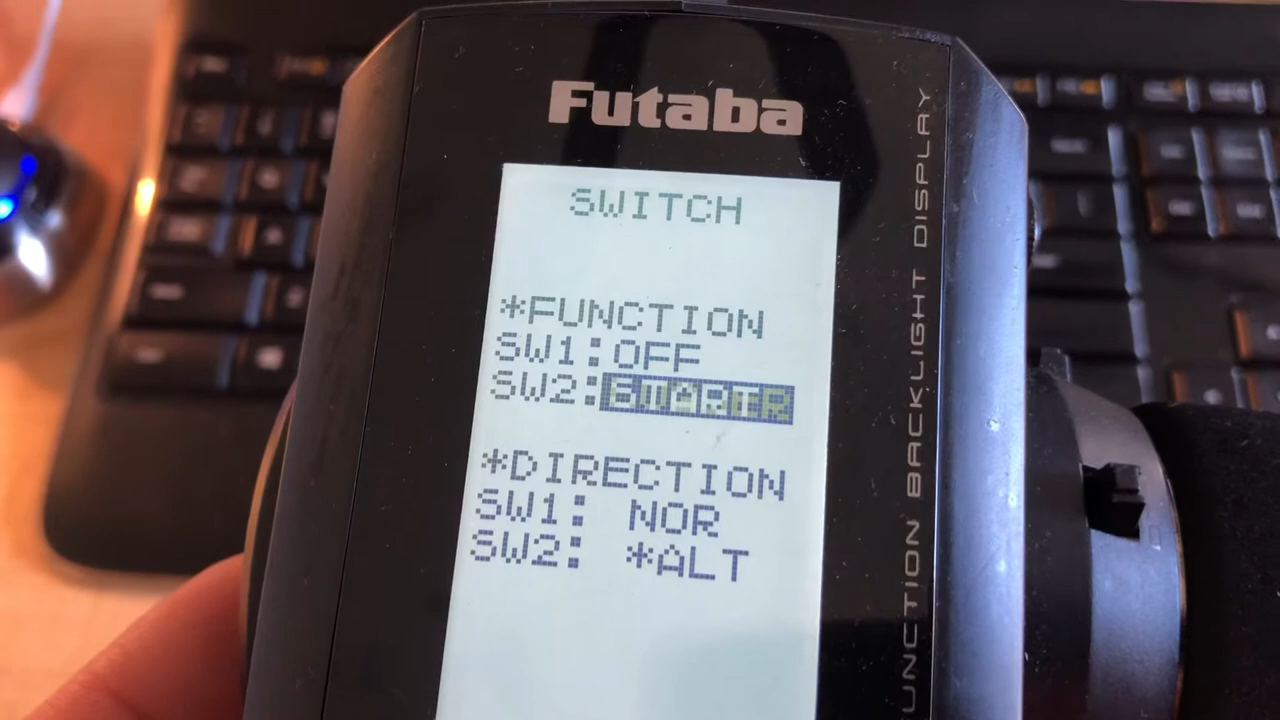 Futaba
SWITCH
*FUNCTION
SW1:OFF
SW2:
*DIRECTION
SW1: NOR
SW2: *ALT
UNCTION BACKLIGHT DISPLAY